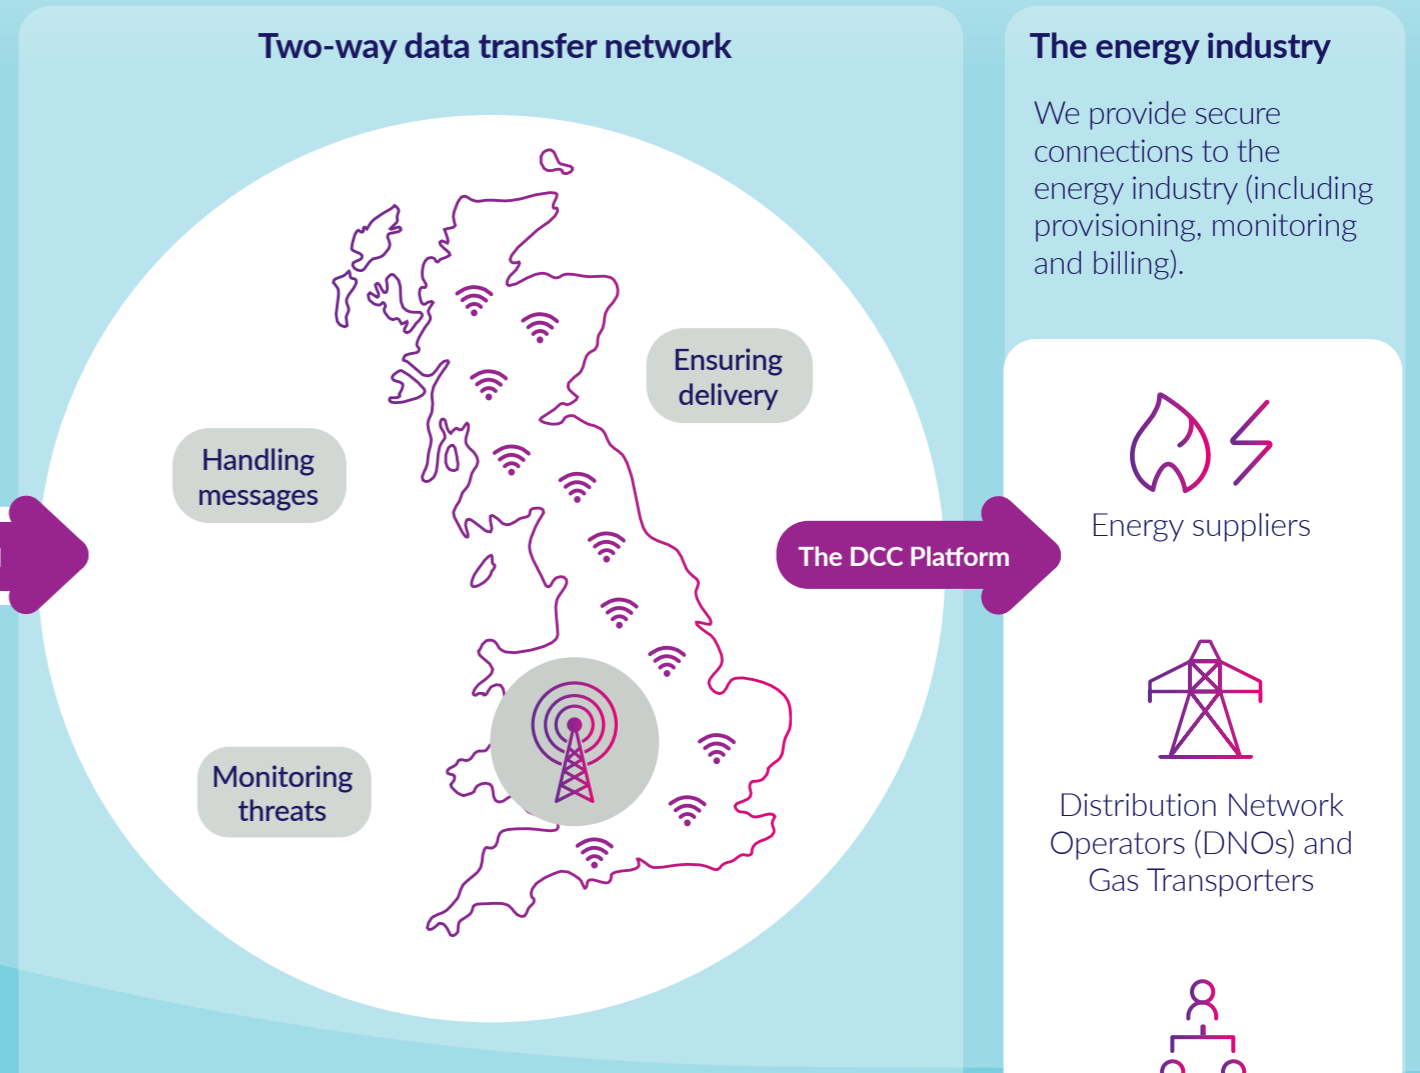 Two-way data transfer network
Ensuring
delivery
Handling
messages
The DCC Platform
Monitoring
threats
The energy industry
We provide secure
connections to the
energy industry (including
provisioning, monitoring
and billing).
Energy suppliers
Distribution Network
Operators (DNOs) and
Gas Transporters